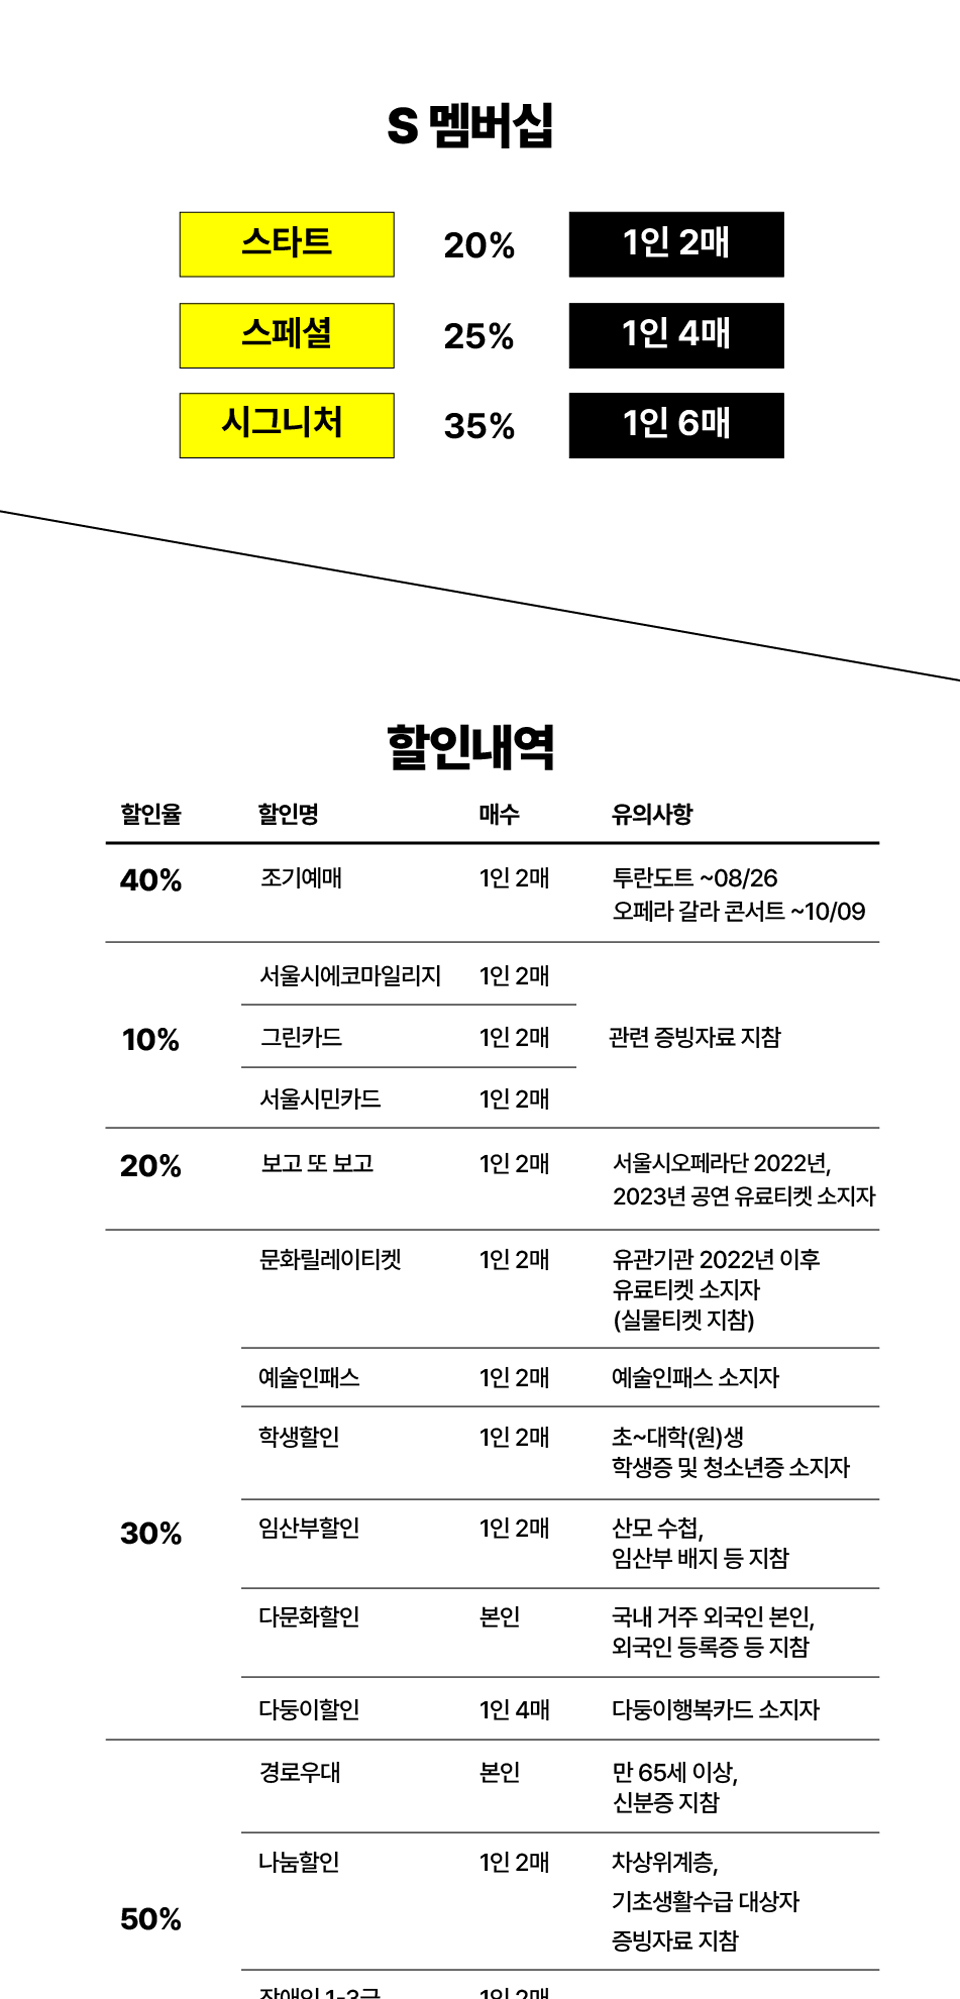 S 멤버십
스타트 20% 1인 2매
스페셜 25% 1인 4매
시그니처 35% 1인 6매
할인내역
할인율 할인명 매수 유의사항
40% 조기예매 1인 2매 투란도트 ~08/26
오페라 갈라 콘서트 ~10/09
서울시에코마일리지 1인 2매
10% 그린카드 1인 2매 관련 증빙자료 지참
서울시민카드 1인 2매
20% 보고 또 보고 1인 2매 서울시오페라단 2022년,
2023년 공연 유료티켓 소지자
문화릴레이티켓 1인 2매 유관기관 2022년 이후
유료티켓 소지자
(실물티켓 지참)
예술인패스 1인 2매 예술인패스 소지자
학생할인 1인 2매 초~대학(원)생
학생증 및 청소년증 소지자
30% 임산부할인 1인 2매 산모 수첩,
임산부 배지 등 지참
다문화할인 본인 국내 거주 외국인 본인,
외국인 등록증 등 지참
다둥이할인 1인 4매 다둥이행복카드 소지자
경로우대 본인 만 65세 이상,
신분증 지참
나눔할인 1인 2매 차상위계층,
기초생활수급 대상자
50% 증빙자료 지참
장애인 1-3급 1인 2매